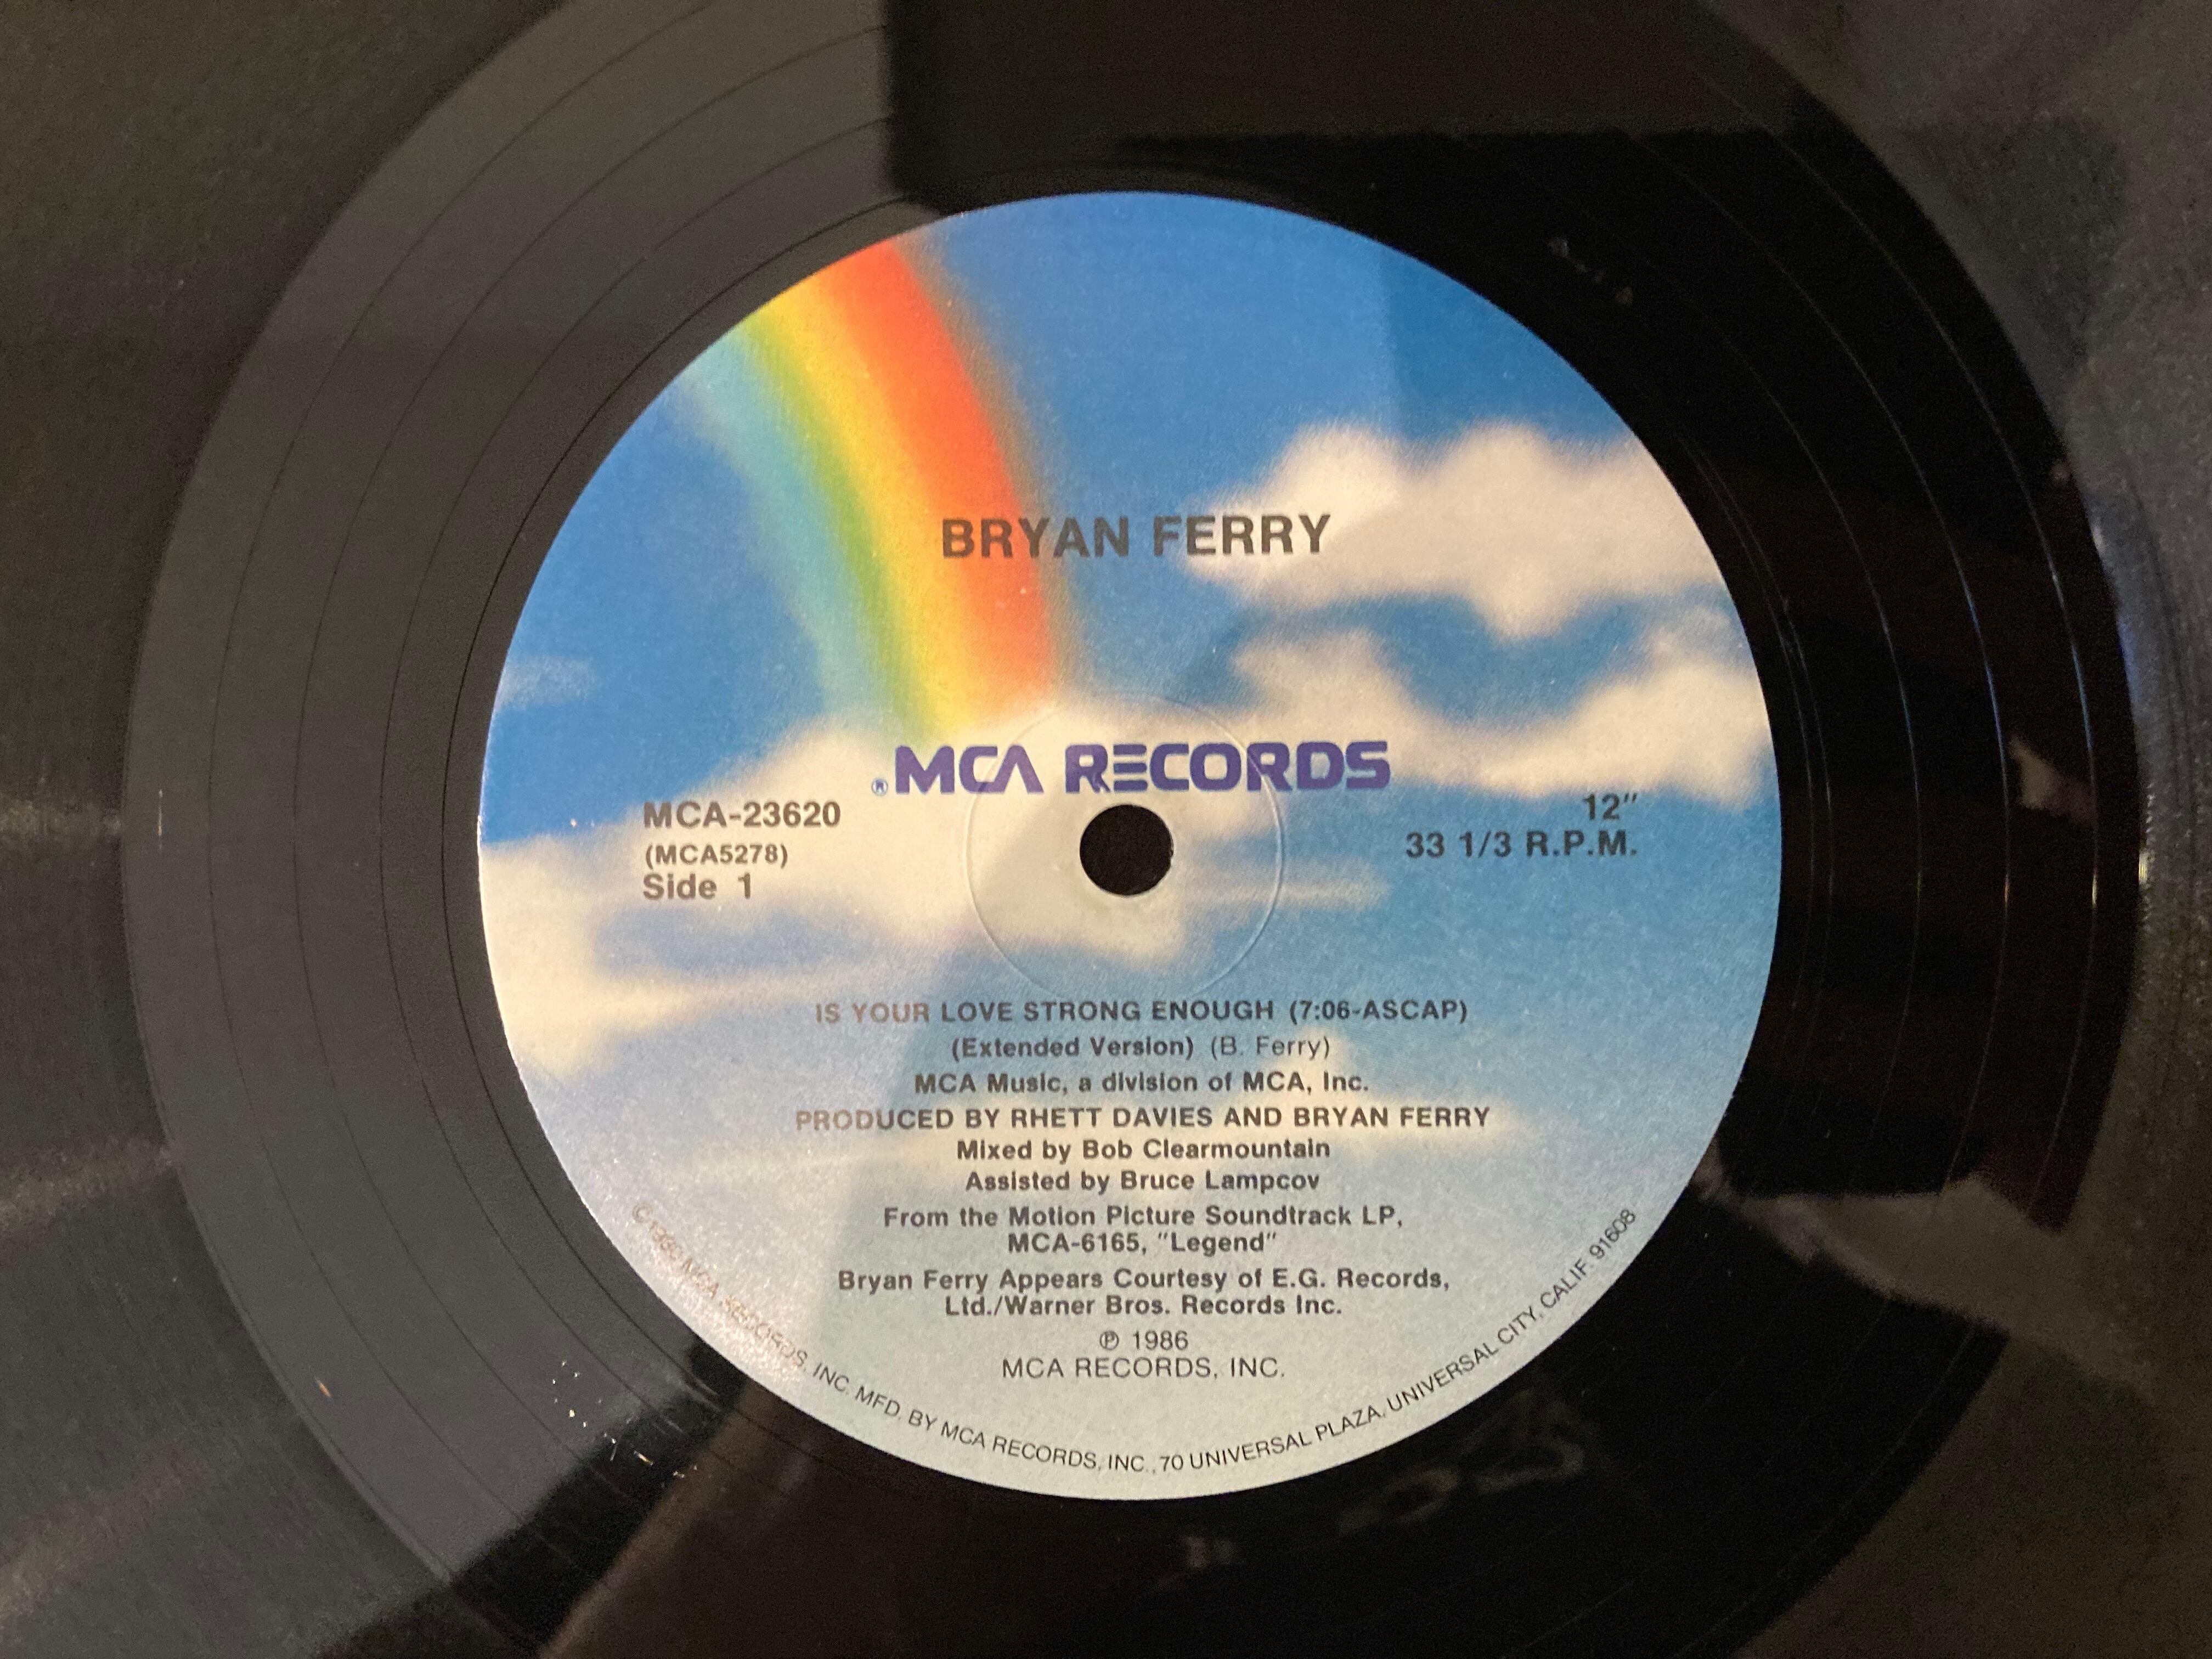 BRYAN FERRY
® MCA RECORDS
MCA-23620
(MCA5278)
Side 1
12"
33 1/3 R.P.M.
IS YOUR LOVE STRONG ENOUGH (7:06-ASCAP)
(Extended Version) (B. Ferry)
MCA Music, a division of MCA, Inc.
PRODUCED BY RHETT DAVIES AND BRYAN FERRY
Mixed by Bob Clearmountain
Assisted by Bruce Lampcov
From the Motion Picture Soundtrack LP,
MCA-6165, "Legend"
Bryan Ferry Appears Courtesy of E.G. Records,
Ltd./Warner Bros. Records Inc.
℗ 1986
MCA RECORDS, INC.
© 1980 MCA RECORDS, INC. MFD. BY MCA RECORDS, INC., 70 UNIVERSAL PLAZA, UNIVERSAL CITY, CALIF. 91608